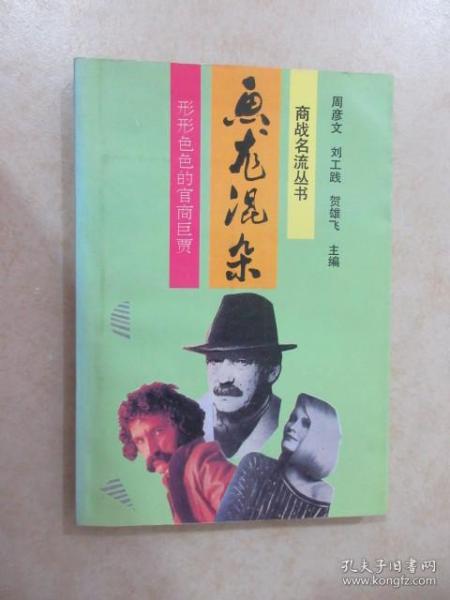 周彦文 刘工践 贺雄飞 主编
商战名流丛书
鱼龙混杂
形形色色的官商巨贾
孔夫子旧书网
www.kongfz.com